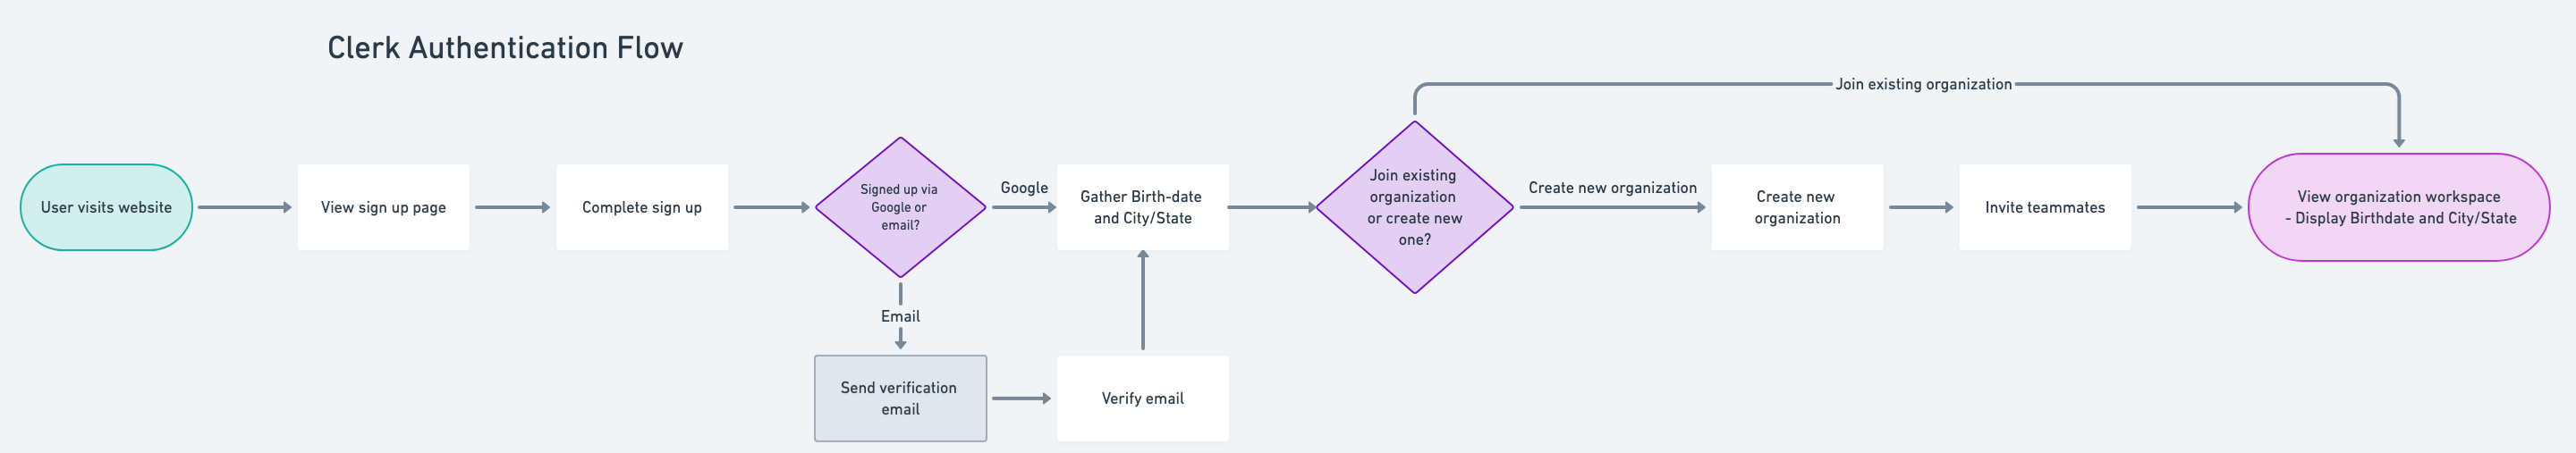 Clerk Authentication Flow
Join existing organization
User visits website
View sign up page
Complete sign up
Signed up via
Google or
email?
Google
Gather Birth-date
and City/State
Join existing
organization
or create new
one?
Create new organization
Create new
organization
Invite teammates
View organization workspace
- Display Birthdate and City/State
Email
Send verification
email
Verify email